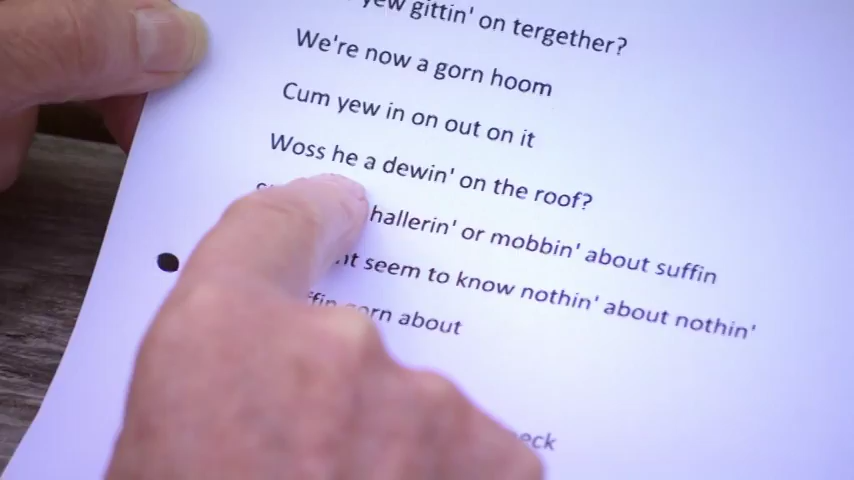 yew gittin' on tergether?
We're now a gorn hoom
Cum yew in on out on it
Woss he a dewin' on the roof?
hallerin' or mobbin' about suffin
seem to know nothin' about nothin'
about